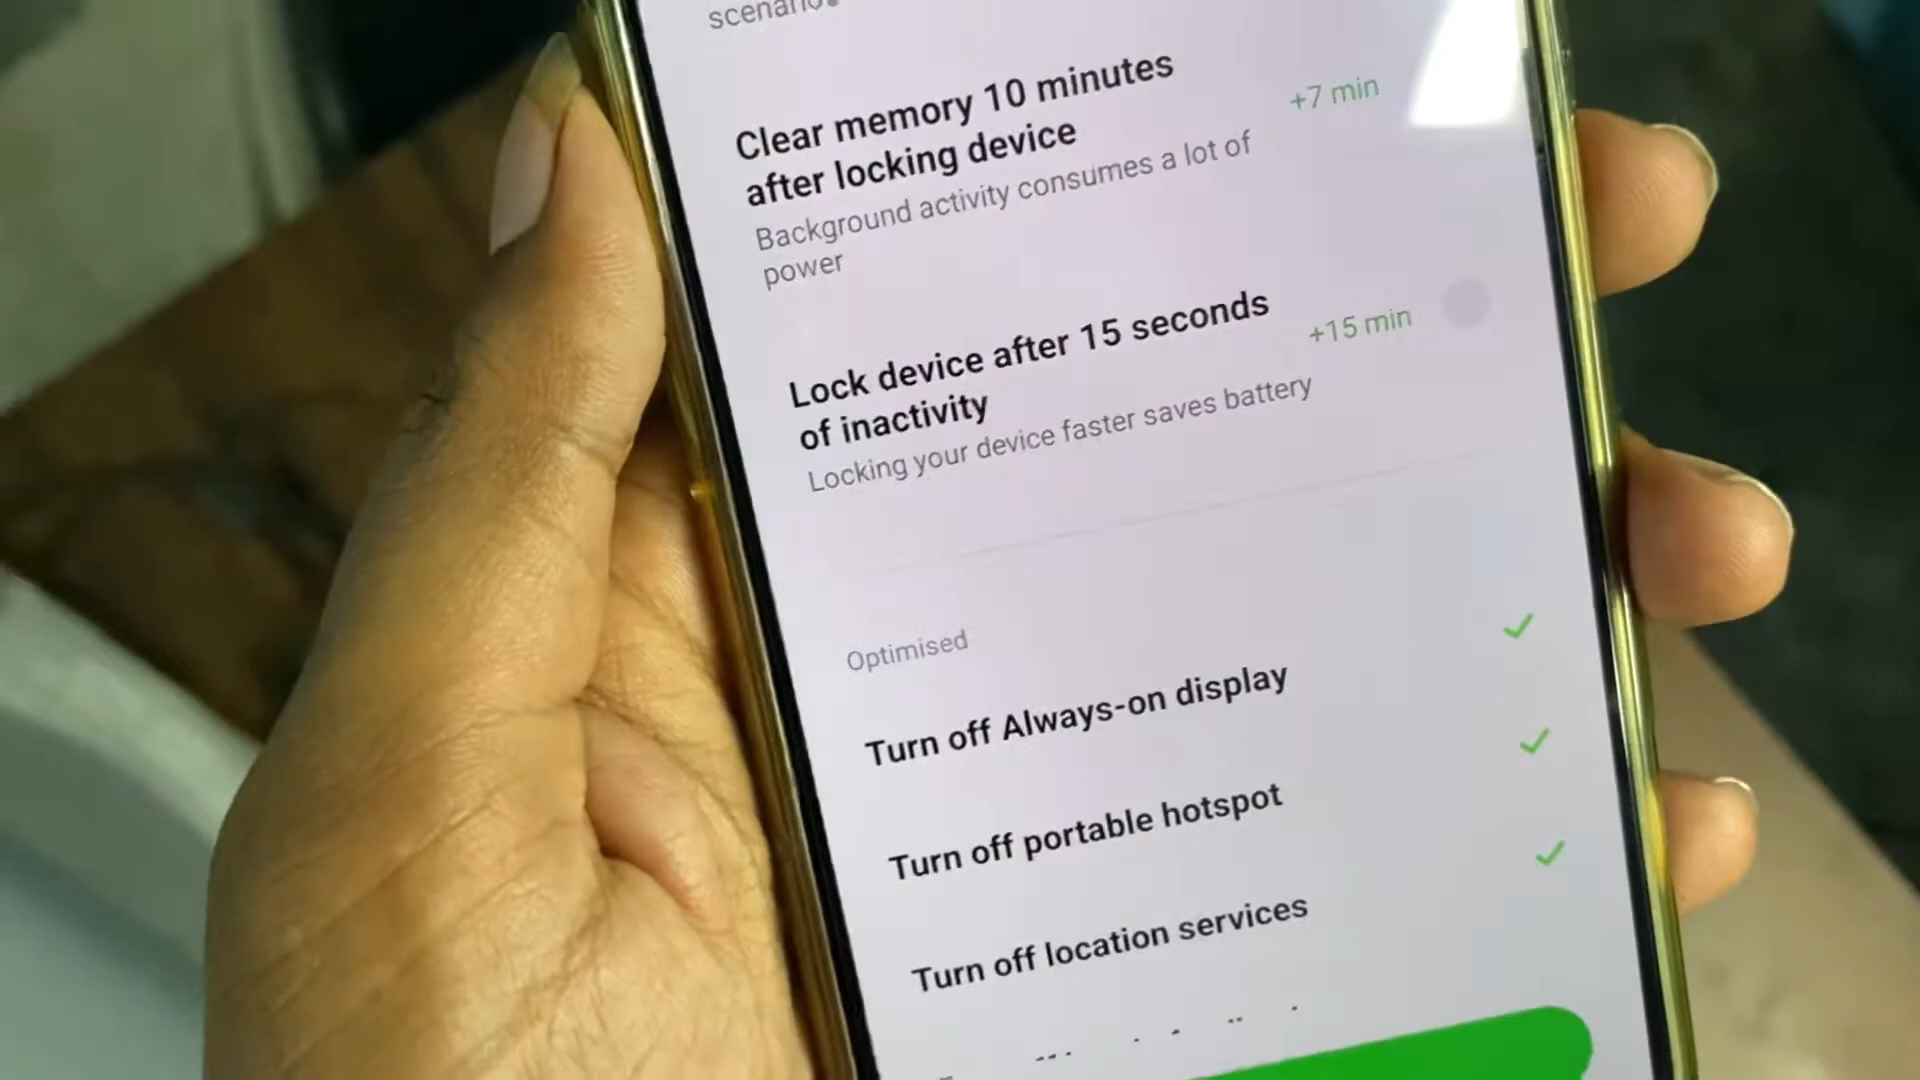 Clear memory 10 minutes
after locking device
+7 min
Background activity consumes a lot of
power
Lock device after 15 seconds
of inactivity
+15 min
Locking your device faster saves battery
Optimised
Turn off Always-on display
Turn off portable hotspot
Turn off location services